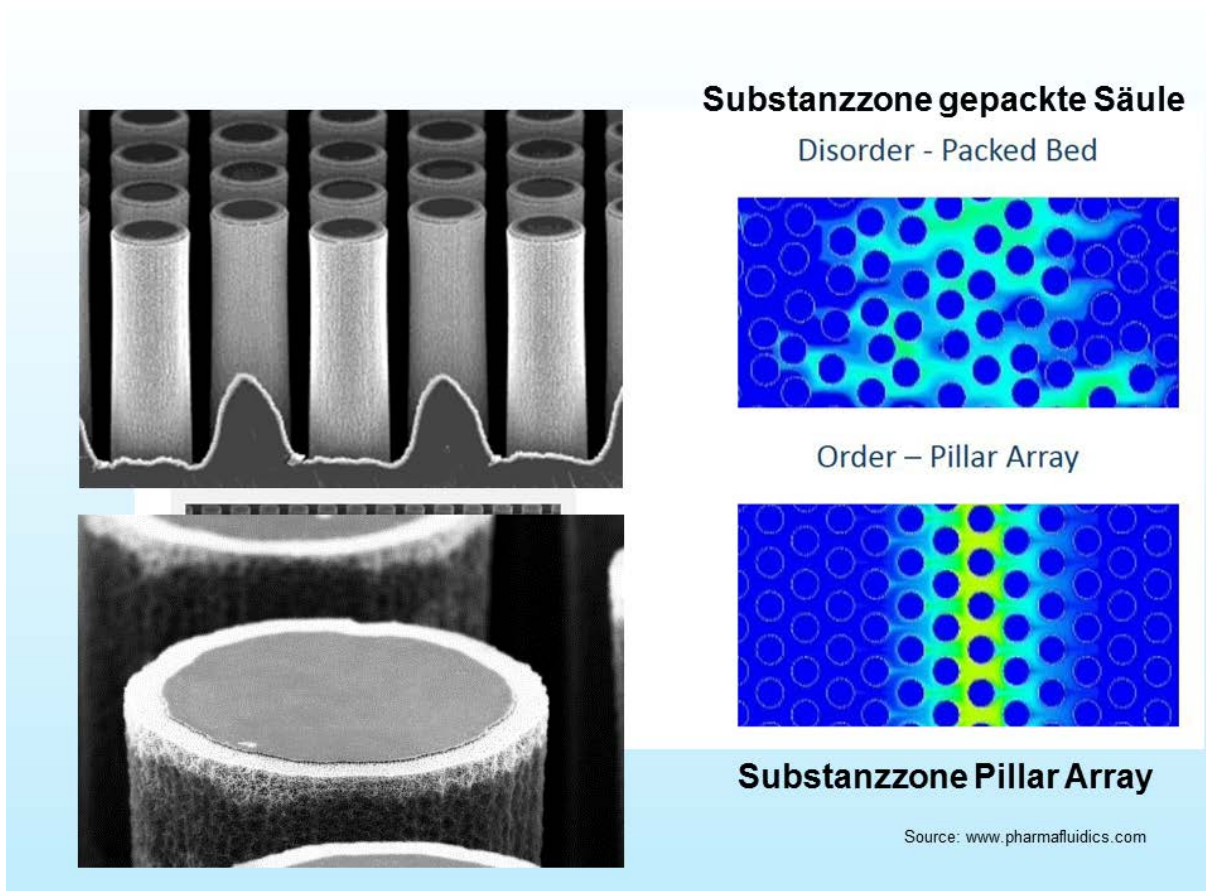 Substanzzone gepackte Säule
Disorder - Packed Bed
Order – Pillar Array
Substanzzone Pillar Array
Source: www.pharmafluidics.com